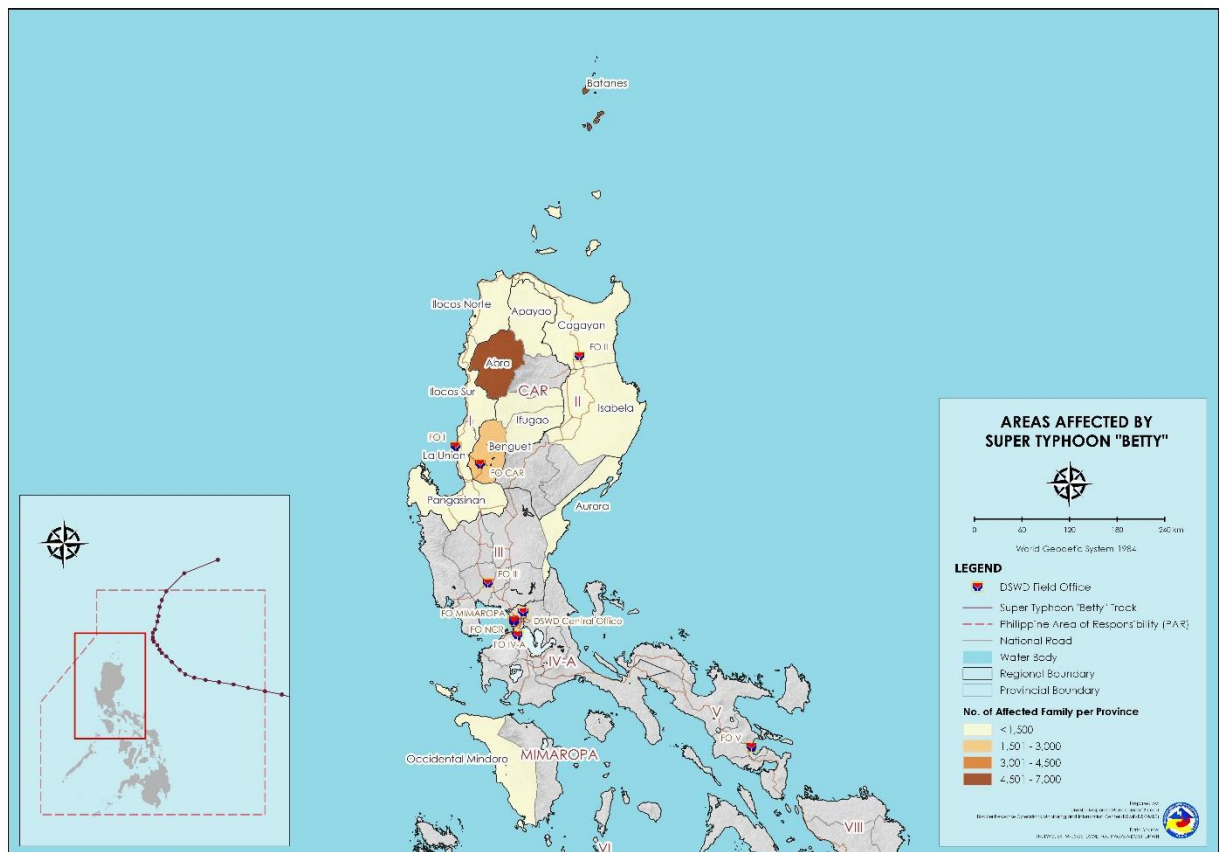 Batanes
Ilocos Norte
Apayao
Cagayan
FO II
Abra
Ilocos Sur
CAR
II
Isabela
I
Ifugao
FO I
Benguet
La Union
FO CAR
Pangasinan
Aurora
III
FO III
FO MIMAROPA
DSWD Central Office
FO NCR
FO IV-A
IV-A
V
FO V
Occidental Mindoro
MIMAROPA
VIII
VI
AREAS AFFECTED BY
SUPER TYPHOON "BETTY"
0 60 120 180 240 km
World Geodetic System 1984
LEGEND
DSWD Field Office
Super Typhoon "Betty" Track
Philippine Area of Responsibility (PAR)
National Road
Water Body
Regional Boundary
Provincial Boundary
No. of Affected Family per Province
<1,500
1,501 - 3,000
3,001 - 4,500
4,501 - 7,000
Prepared by: